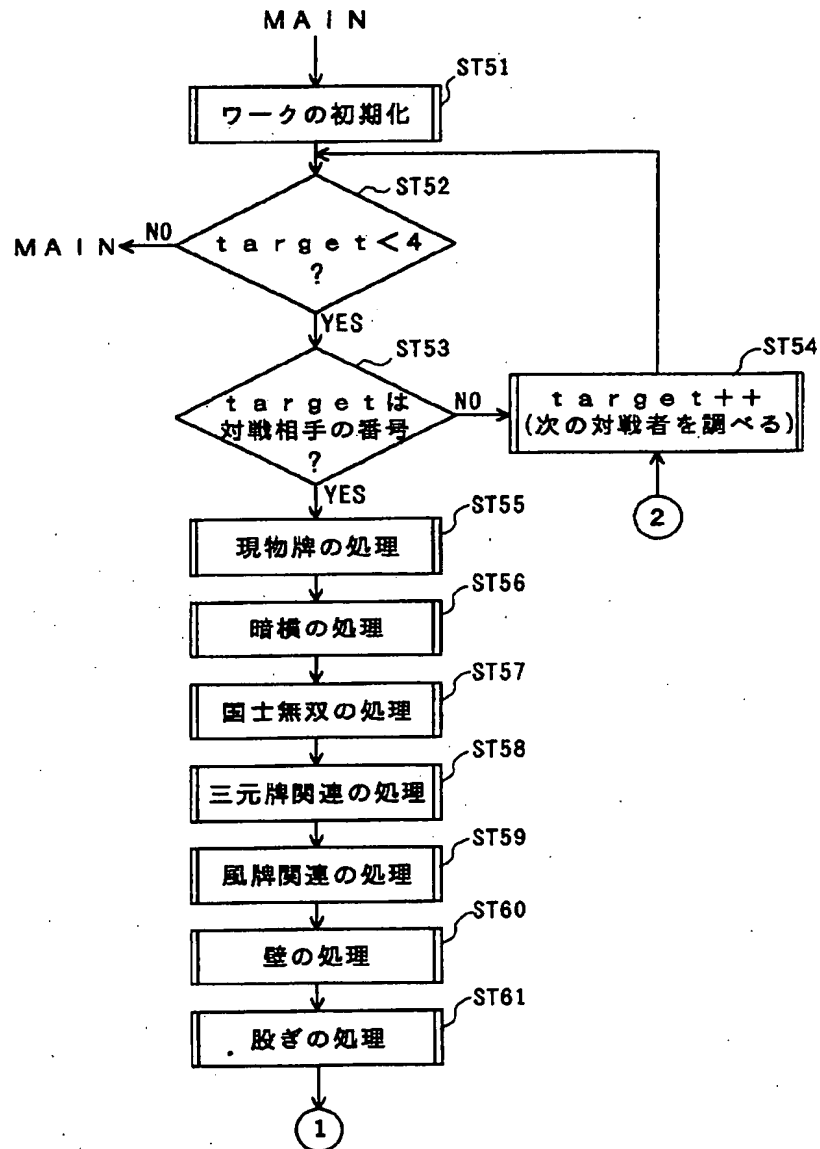 MAIN
ST51
ワークの初期化
ST52
MAIN
NO
target<4
?
YES
ST53
targetは
対戦相手の番号
?
NO
ST54
target++
(次の対戦者を調べる)
2
YES
ST55
現物牌の処理
ST56
暗槓の処理
ST57
国士無双の処理
ST58
三元牌関連の処理
ST59
風牌関連の処理
ST60
壁の処理
ST61
股ぎの処理
1